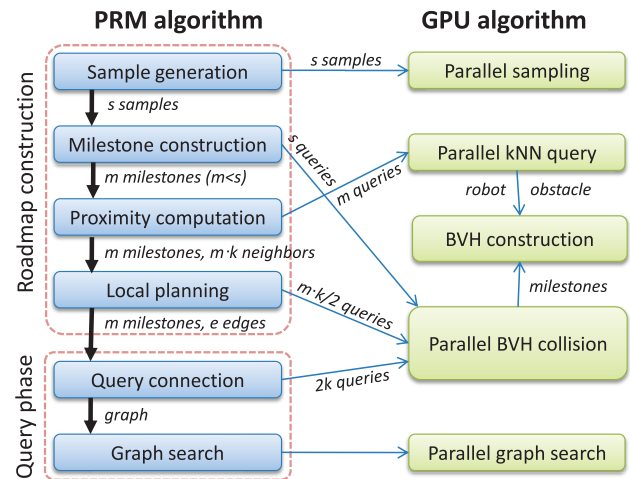 PRM algorithm
GPU algorithm
Roadmap construction
Sample generation
s samples
Parallel sampling
s samples
Milestone construction
s queries
Parallel kNN query
m milestones (m<s)
m queries
robot
obstacle
Proximity computation
BVH construction
m milestones, m·k neighbors
milestones
Local planning
m·k/2 queries
m milestones, e edges
Parallel BVH collision
Query phase
Query connection
2k queries
graph
Graph search
Parallel graph search